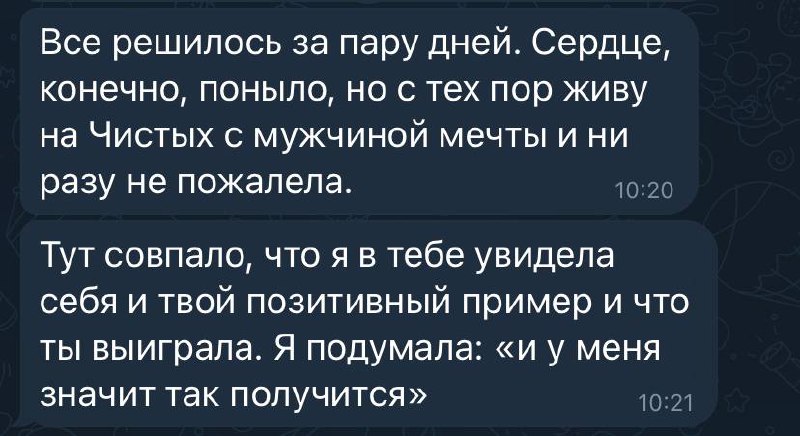 Все решилось за пару дней. Сердце,
конечно, поныло, но с тех пор живу
на Чистых с мужчиной мечты и ни
разу не пожалела.
10:20
Тут совпало, что я в тебе увидела
себя и твой позитивный пример и что
ты выиграла. Я подумала: «и у меня
значит так получится»
10:21